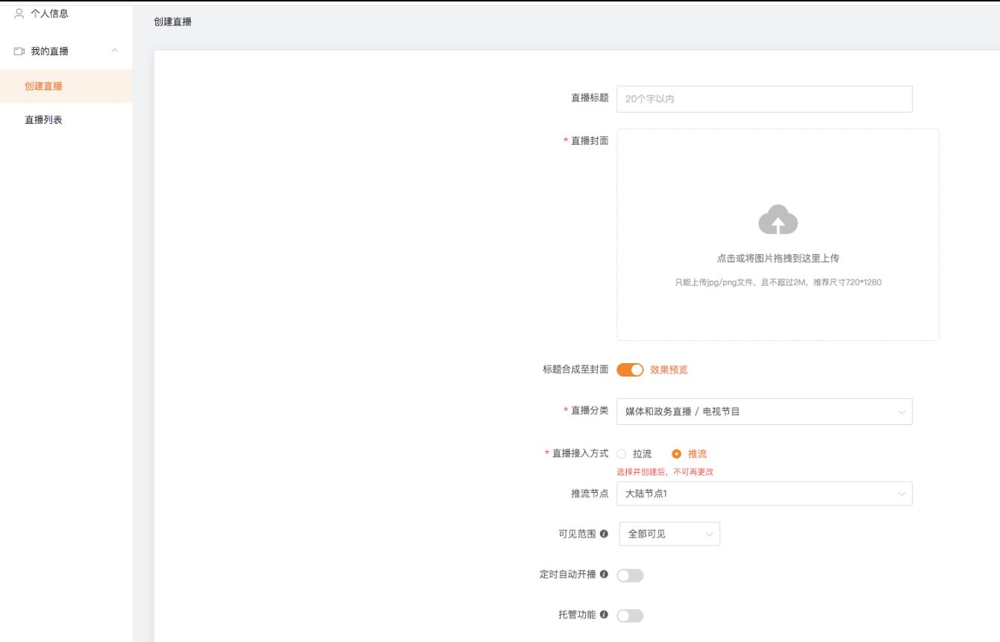 个人信息
我的直播
创建直播
直播列表
创建直播
直播标题 20个字以内
* 直播封面
点击或将图片拖拽到这里上传
只能上传jpg/png文件，且不超过2M，推荐尺寸720*1280
标题合成至封面 效果预览
* 直播分类 媒体和政务直播 / 电视节目
* 直播接入方式 拉流 推流
选择并创建后，不可再更改
推流节点 大陆节点1
可见范围 全部可见
定时自动开播
托管功能